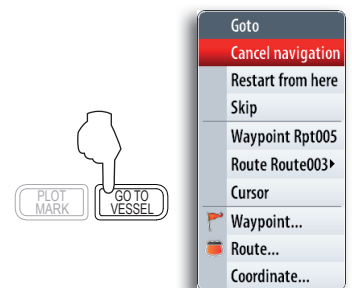 PLOT
MARK
GO TO
VESSEL
Goto
Cancel navigation
Restart from here
Skip
Waypoint Rpt005
Route Route003▸
Cursor
Waypoint...
Route...
Coordinate...